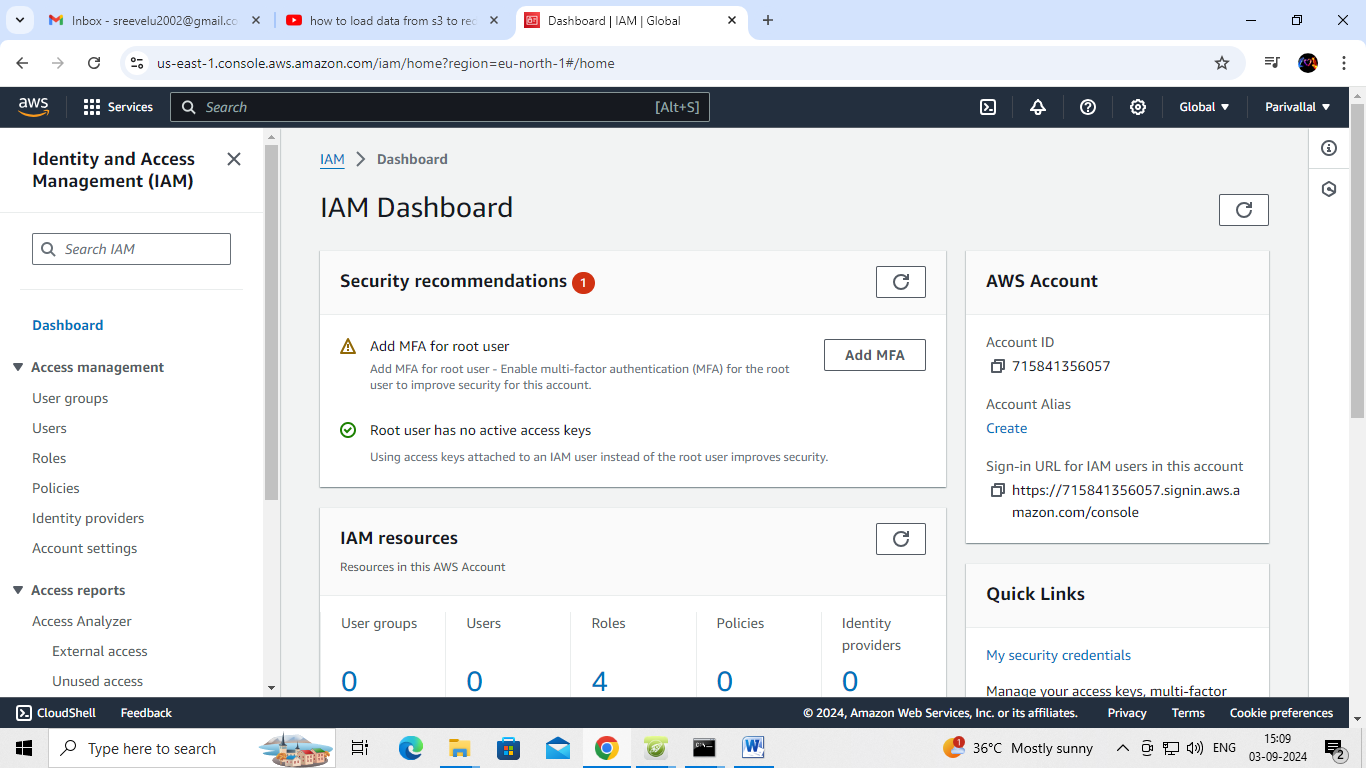 Inbox - sreevelu2002@gmail.co
how to load data from s3 to rec
Dashboard | IAM | Global
us-east-1.console.aws.amazon.com/iam/home?region=eu-north-1#/home
aws
Services
Search
[Alt+S]
Global
Parivallal
Identity and Access
Management (IAM)
Search IAM
Dashboard
Access management
User groups
Users
Roles
Policies
Identity providers
Account settings
Access reports
Access Analyzer
External access
Unused access
IAM
Dashboard
IAM Dashboard
Security recommendations 1
Add MFA for root user
Add MFA for root user - Enable multi-factor authentication (MFA) for the root
user to improve security for this account.
Add MFA
Root user has no active access keys
Using access keys attached to an IAM user instead of the root user improves security.
IAM resources
Resources in this AWS Account
User groups
0
Users
0
Roles
4
Policies
0
Identity
providers
0
AWS Account
Account ID
715841356057
Account Alias
Create
Sign-in URL for IAM users in this account
https://715841356057.signin.aws.a
mazon.com/console
Quick Links
My security credentials
Manage your access keys, multi-factor
CloudShell
Feedback
© 2024, Amazon Web Services, Inc. or its affiliates.
Privacy
Terms
Cookie preferences
Type here to search
1
36°C Mostly sunny
ENG
15:09
03-09-2024
2